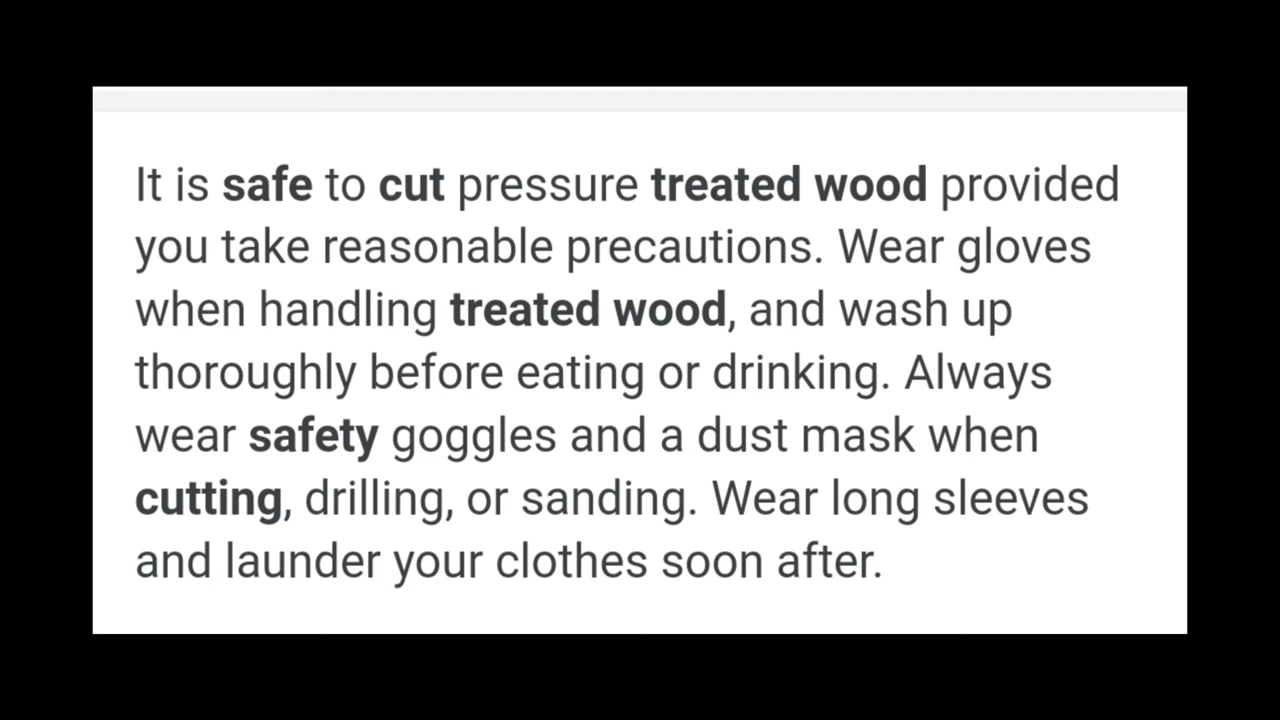 It is safe to cut pressure treated wood provided
you take reasonable precautions. Wear gloves
when handling treated wood, and wash up
thoroughly before eating or drinking. Always
wear safety goggles and a dust mask when
cutting, drilling, or sanding. Wear long sleeves
and launder your clothes soon after.